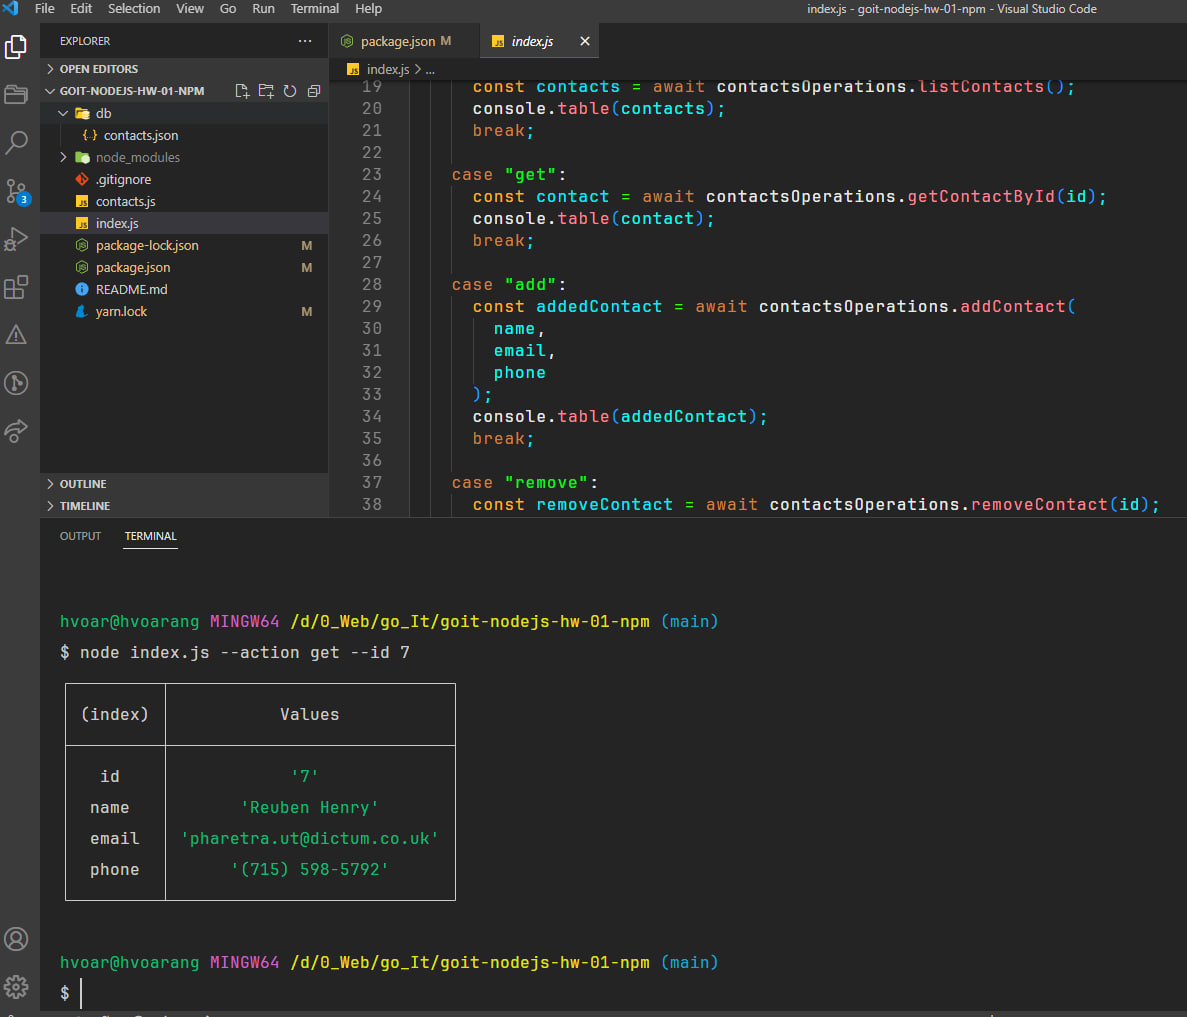 File Edit Selection View Go Run Terminal Help index.js - goit-nodejs-hw-01-npm - Visual Studio Code
EXPLORER ...
OPEN EDITORS
GOIT-NODEJS-HW-01-NPM
db
{} contacts.json
node_modules
.gitignore
JS contacts.js
JS index.js
package-lock.json M
package.json M
README.md
yarn.lock M
3
OUTLINE
TIMELINE
package.json M JS index.js ×
JS index.js > ...
19 const contacts = await contactsOperations.listContacts();
20 console.table(contacts);
21 break;
22
23 case "get":
24 const contact = await contactsOperations.getContactById(id);
25 console.table(contact);
26 break;
27
28 case "add":
29 const addedContact = await contactsOperations.addContact(
30 name,
31 email,
32 phone
33 );
34 console.table(addedContact);
35 break;
36
37 case "remove":
38 const removeContact = await contactsOperations.removeContact(id);
OUTPUT TERMINAL
hvoar@hvoarang MINGW64 /d/0_Web/go_It/goit-nodejs-hw-01-npm (main)
$ node index.js --action get --id 7
(index) Values
id '7'
name 'Reuben Henry'
email 'pharetra.ut@dictum.co.uk'
phone '(715) 598-5792'
hvoar@hvoarang MINGW64 /d/0_Web/go_It/goit-nodejs-hw-01-npm (main)
$